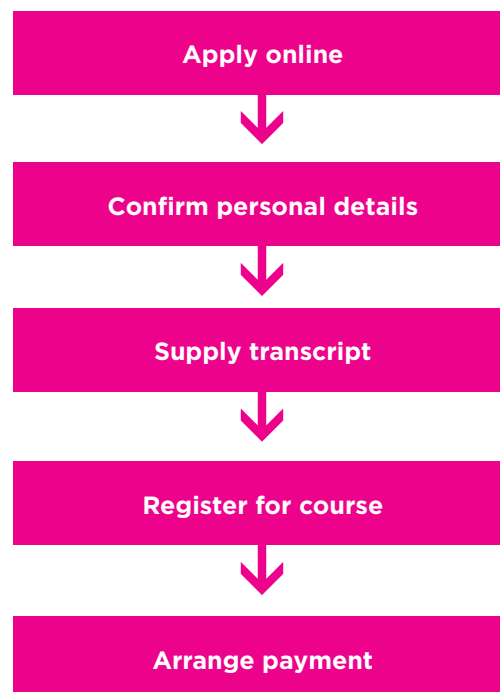 Apply online
Confirm personal details
Supply transcript
Register for course
Arrange payment